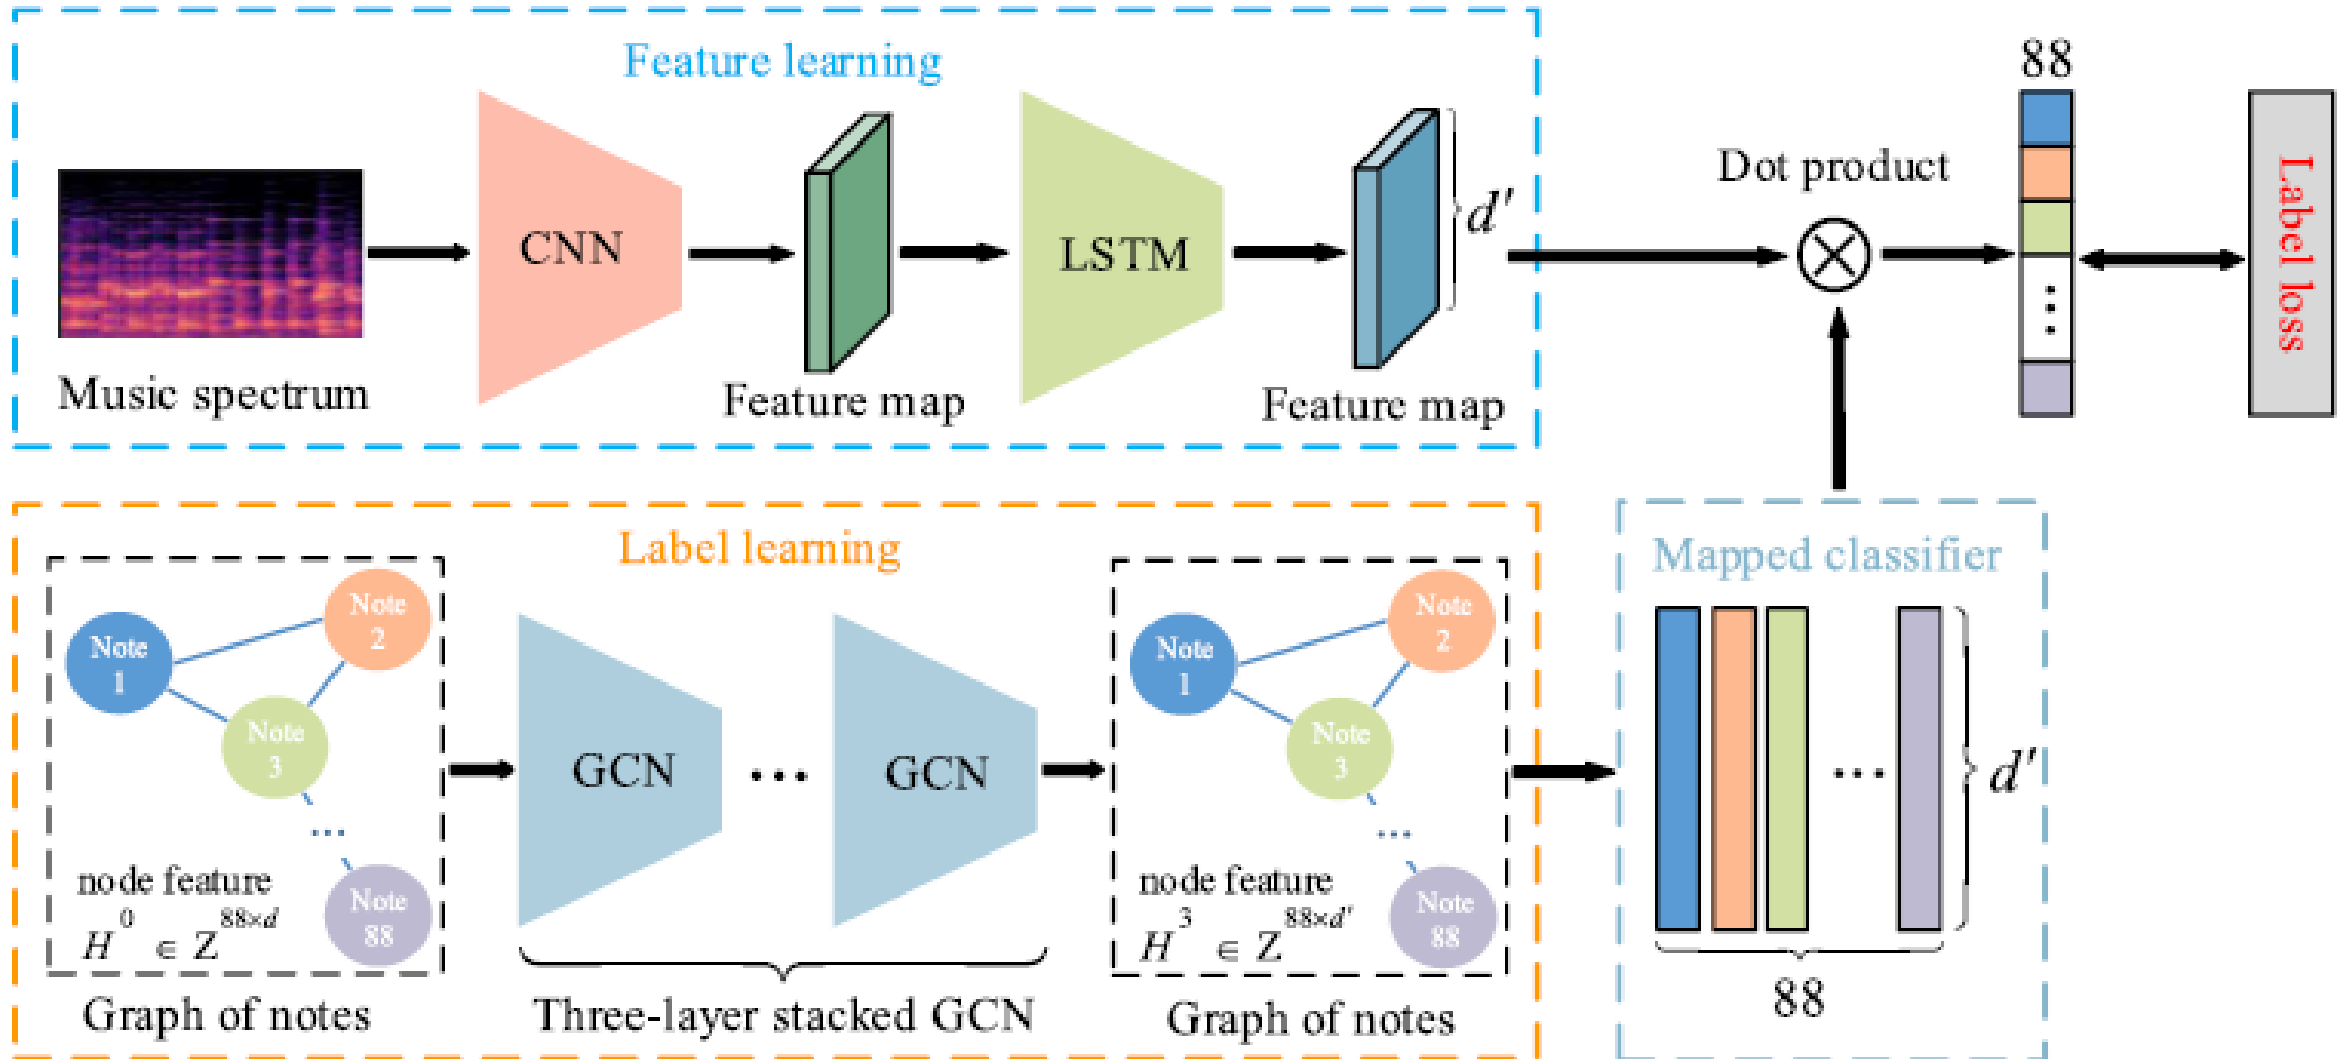 Feature learning
88
Dot product
CNN
LSTM
d′
Label loss
Music spectrum
Feature map
Feature map
Label learning
Mapped classifier
Note
1
Note
2
Note
3
...
Note
88
node feature
H⁰ ∈ Z^{88×d}
Graph of notes
GCN
...
GCN
Three-layer stacked GCN
Note
1
Note
2
Note
3
...
Note
88
node feature
H³ ∈ Z^{88×d′}
Graph of notes
...
d′
88